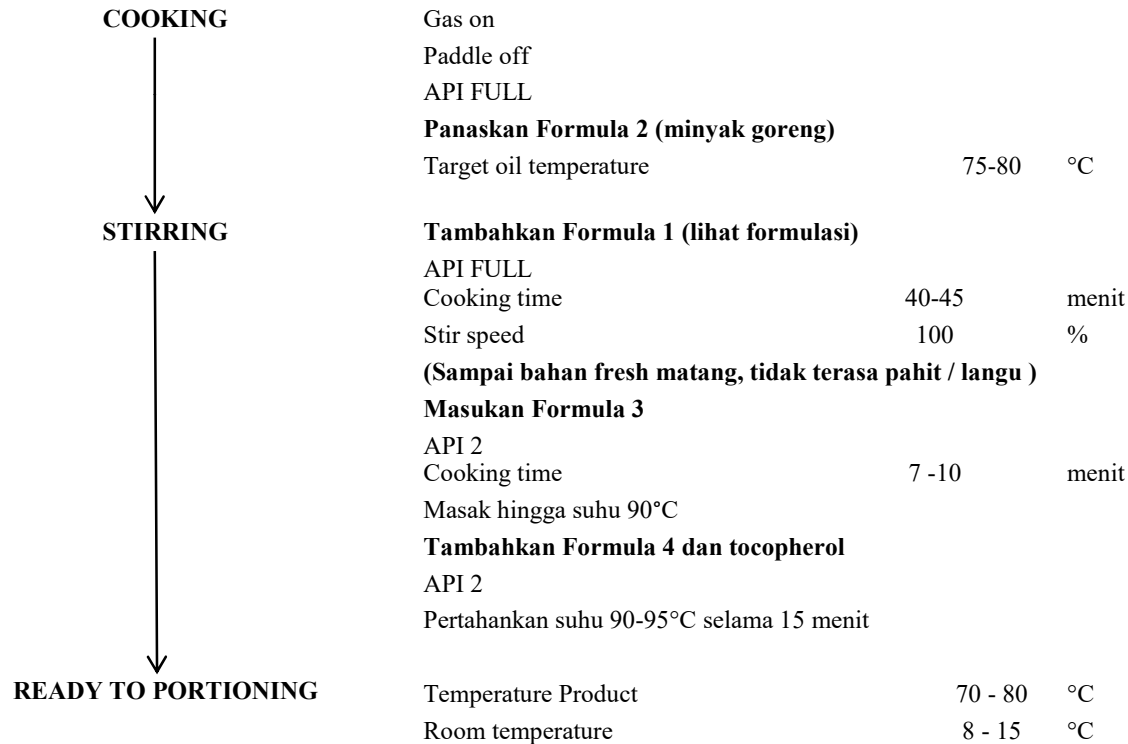 COOKING Gas on
Paddle off
API FULL
Panaskan Formula 2 (minyak goreng)
Target oil temperature 75-80 °C
STIRRING Tambahkan Formula 1 (lihat formulasi)
API FULL
Cooking time 40-45 menit
Stir speed 100 %
(Sampai bahan fresh matang, tidak terasa pahit / langu )
Masukan Formula 3
API 2
Cooking time 7 -10 menit
Masak hingga suhu 90°C
Tambahkan Formula 4 dan tocopherol
API 2
Pertahankan suhu 90-95°C selama 15 menit
READY TO PORTIONING Temperature Product 70 - 80 °C
Room temperature 8 - 15 °C